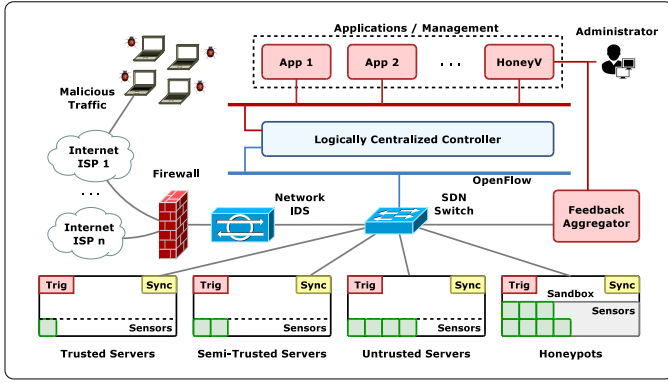 Applications / Management
Administrator
App 1
App 2
. . .
HoneyV
Malicious
Traffic
Logically Centralized Controller
Internet
ISP 1
. . .
Internet
ISP n
Firewall
Network
IDS
OpenFlow
SDN
Switch
Feedback
Aggregator
Trig
Sync
Sensors
Trusted Servers
Trig
Sync
Sensors
Semi-Trusted Servers
Trig
Sync
Sensors
Untrusted Servers
Trig
Sync
Sandbox
Sensors
Honeypots